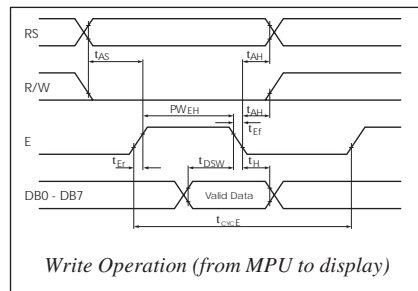 RS
tAS
tAH
R/W
PWEH
tAH
tEf
E
tEr
tDSW
tH
DB0 - DB7
Valid Data
tCYCE
Write Operation (from MPU to display)